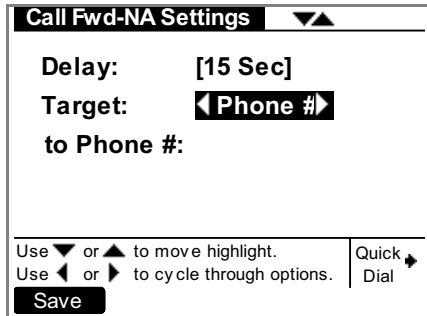 Call Fwd-NA Settings ▼▲
Delay: [15 Sec]
Target: ◀Phone #▶
to Phone #:
Use ▼ or ▲ to move highlight.
Use ◀ or ▶ to cycle through options.
Quick
Dial
Save